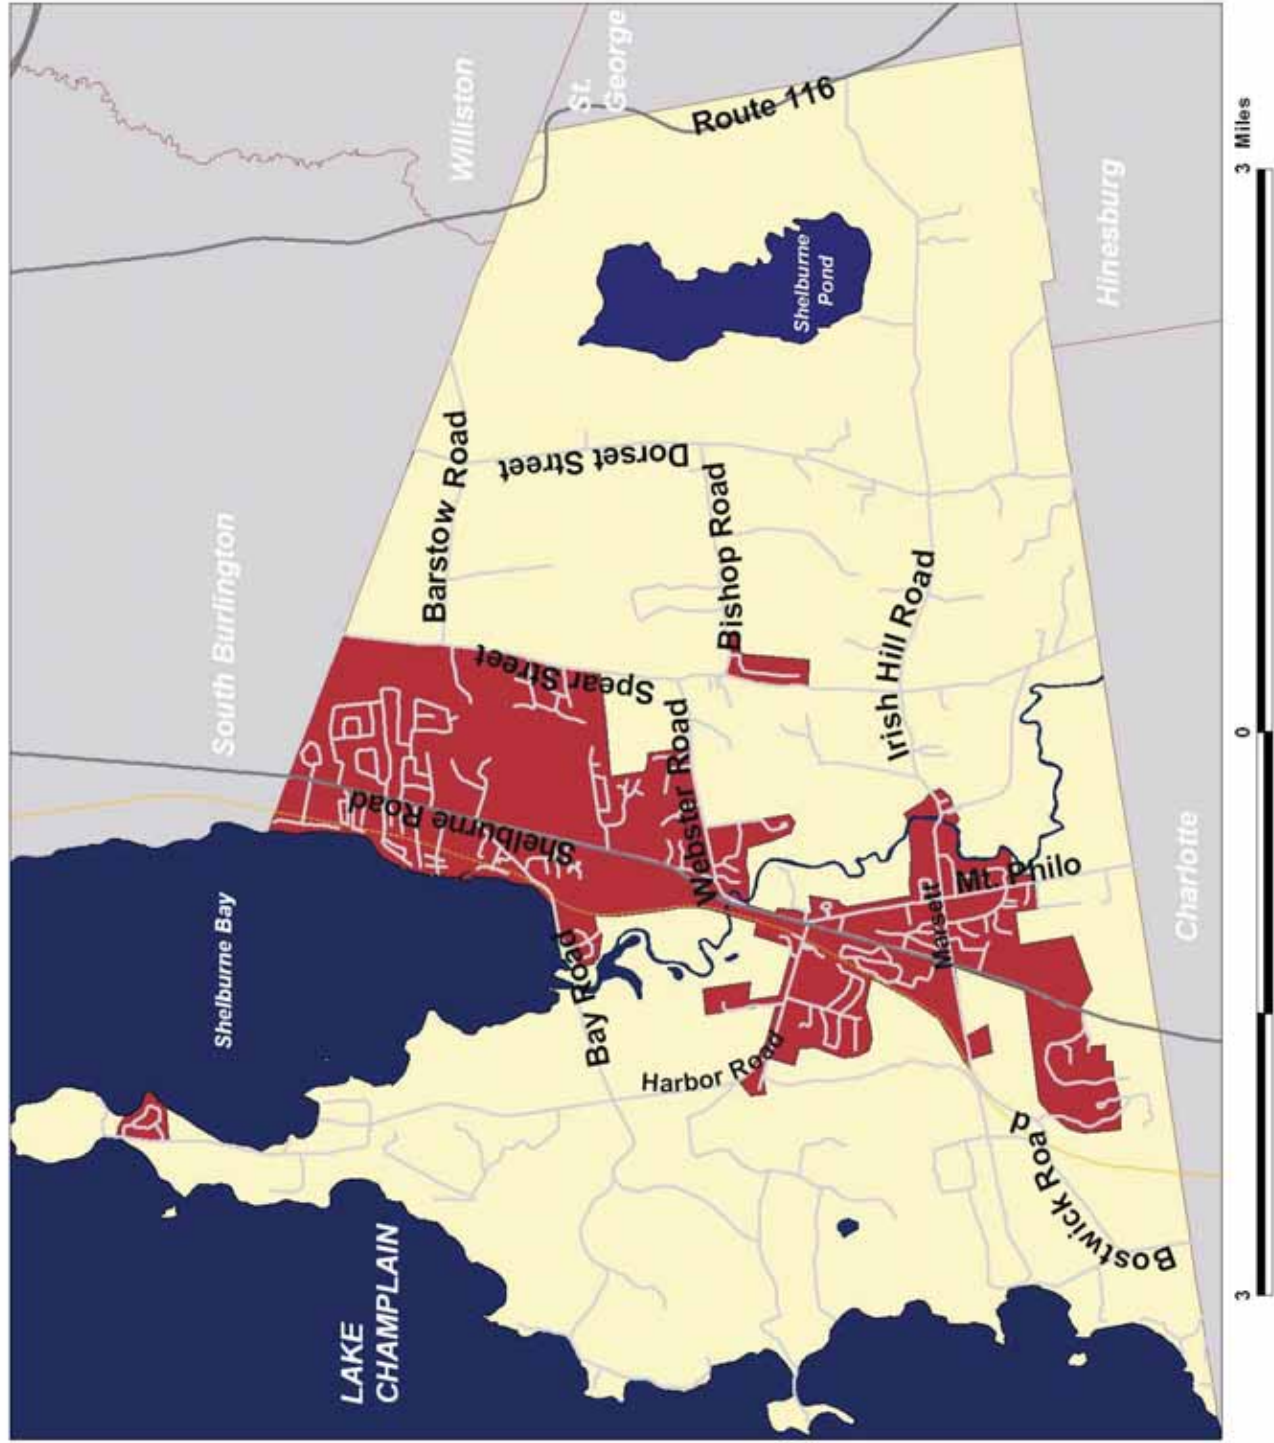 LAKE
CHAMPLAIN
Shelburne Bay
South Burlington
Williston
St.
George
Hinesburg
Charlotte
Shelburne
Pond
Route 116
Barstow Road
Dorset Street
Bishop Road
Spear Street
Irish Hill Road
Webster Road
Shelburne Road
Mt. Philo
Marsett
Bay Road
Harbor Road
Bostwick Road
3 0 3 Miles